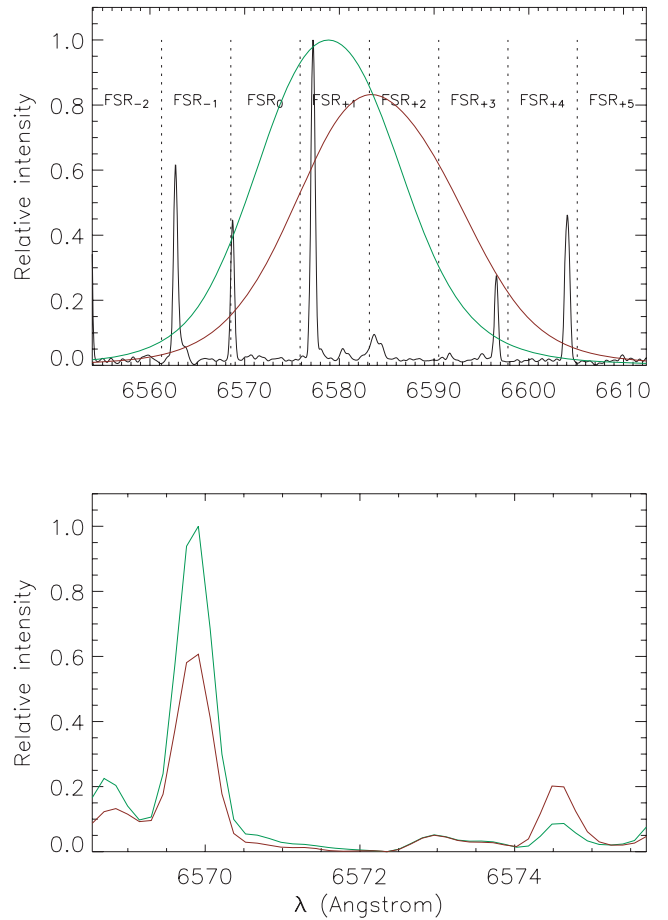 1.0
FSR₋₂ FSR₋₁ FSR₀ FSR₊₁ FSR₊₂ FSR₊₃ FSR₊₄ FSR₊₅
0.8
0.6
0.4
0.2
0.0
Relative intensity
6560 6570 6580 6590 6600 6610
1.0
0.8
0.6
0.4
0.2
0.0
Relative intensity
6570 6572 6574
λ (Angstrom)